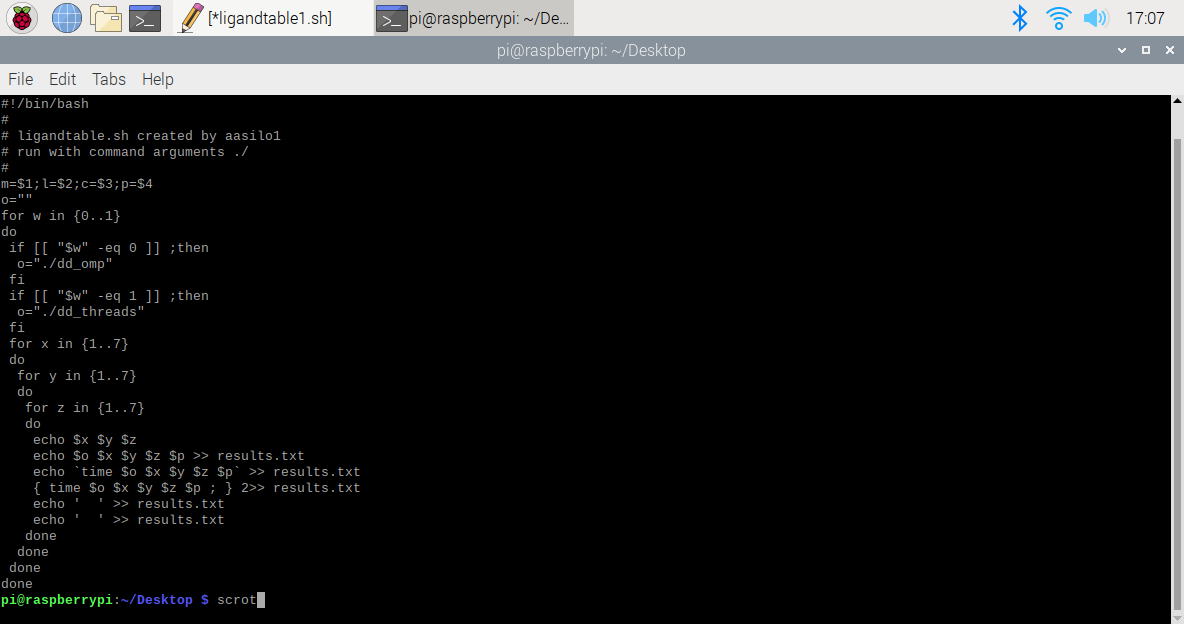 [*ligandtable1.sh]
pi@raspberrypi: ~/De...
17:07
pi@raspberrypi: ~/Desktop
File Edit Tabs Help
#!/bin/bash
#
# ligandtable.sh created by aasilo1
# run with command arguments ./
#
m=$1;l=$2;c=$3;p=$4
o=""
for w in {0..1}
do
 if [[ "$w" -eq 0 ]] ;then
  o="./dd_omp"
 fi
 if [[ "$w" -eq 1 ]] ;then
  o="./dd_threads"
 fi
 for x in {1..7}
 do
  for y in {1..7}
  do
   for z in {1..7}
   do
    echo $x $y $z
    echo $o $x $y $z $p >> results.txt
    echo `time $o $x $y $z $p` >> results.txt
    { time $o $x $y $z $p ; } 2>> results.txt
    echo '  ' >> results.txt
    echo '  ' >> results.txt
   done
  done
 done
done
pi@raspberrypi:~/Desktop $ scrot